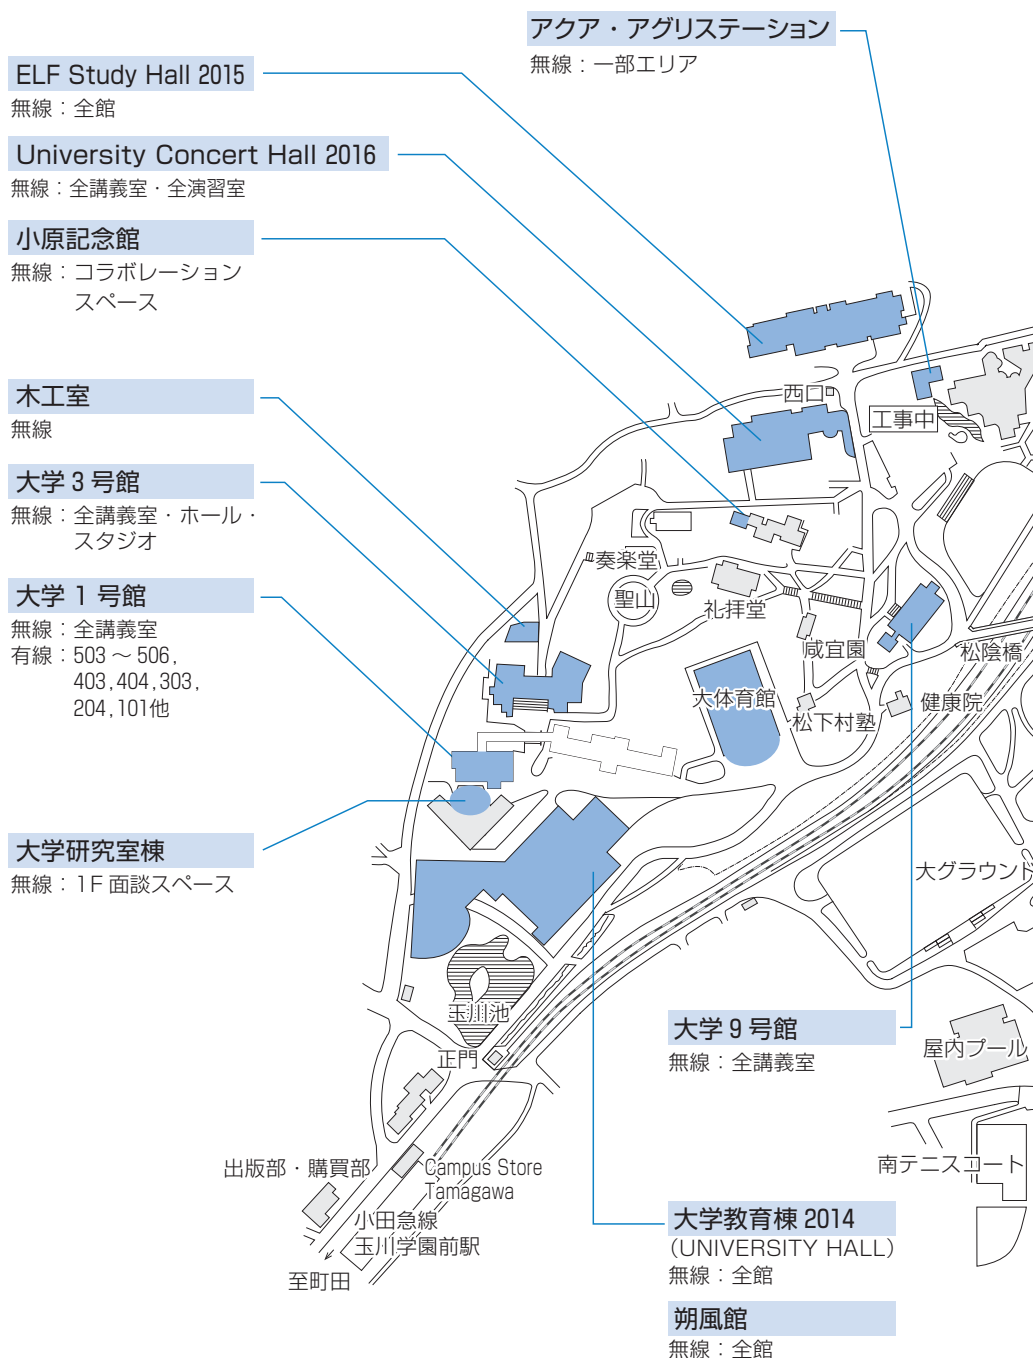 アクア・アグリステーション
無線：一部エリア
ELF Study Hall 2015
無線：全館
University Concert Hall 2016
無線：全講義室・全演習室
小原記念館
無線：コラボレーション
スペース
木工室
無線
大学 3 号館
無線：全講義室・ホール・
スタジオ
大学 1 号館
無線：全講義室
有線：503 ～ 506,
403,404,303,
204,101他
大学研究室棟
無線：1F 面談スペース
西口
工事中
奏楽堂
聖山
礼拝堂
咸宜園
松陰橋
大体育館
松下村塾
健康院
大グラウンド
玉川池
正門
大学 9 号館
無線：全講義室
屋内プール
南テニスコート
出版部・購買部
Campus Store
Tamagawa
小田急線
玉川学園前駅
至町田
大学教育棟 2014
(UNIVERSITY HALL)
無線：全館
朔風館
無線：全館